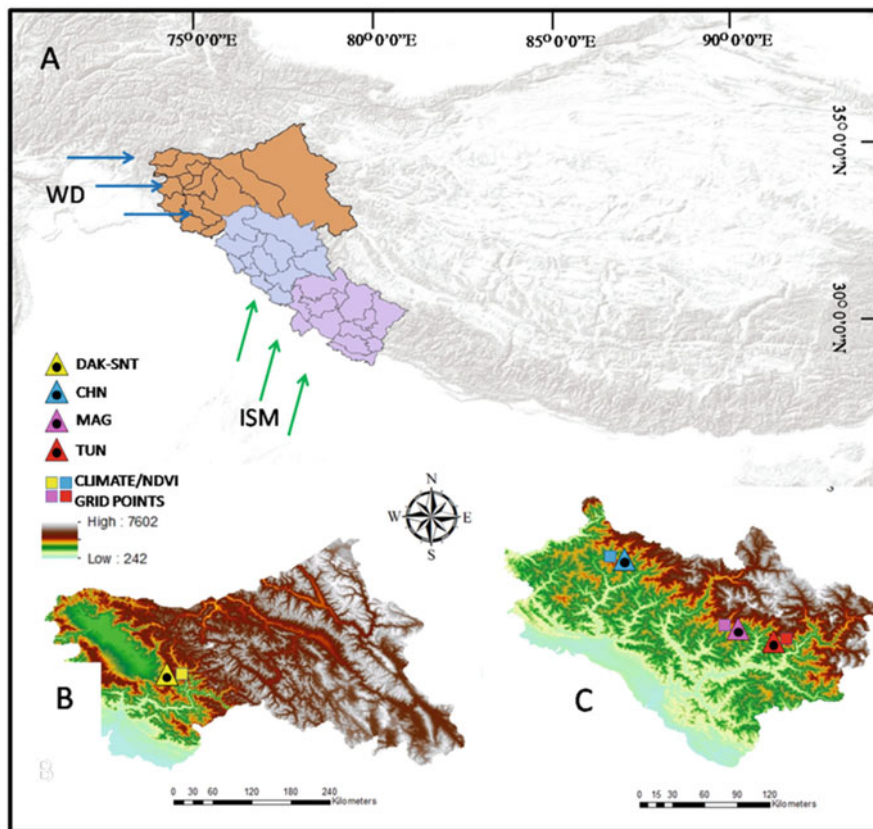 75°0'0"E 80°0'0"E 85°0'0"E 90°0'0"E
A
35°0'0"N
WD
30°0'0"N
ISM
DAK-SNT
CHN
MAG
TUN
CLIMATE/NDVI
GRID POINTS
High : 7602
Low : 242
N
W E
S
B
C
0 30 60 120 180 240
Kilometers
0 15 30 60 90 120
Kilometers